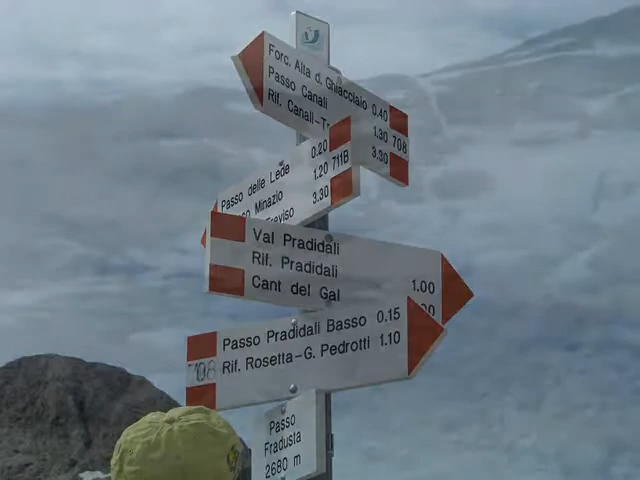 Forc. Alta d. Ghiacciaio 0.40
Passo Canali 1.30 708
Rif. Canali-Tr 3.30
Passo delle Lede 0.20
Minazio 1.20 711B
Treviso 3.30
Val Pradidali
Rif. Pradidali 1.00
Cant del Gal
Passo Pradidali Basso 0.15
Rif. Rosetta-G. Pedrotti 1.10
708
Passo
Fradusta
2680 m